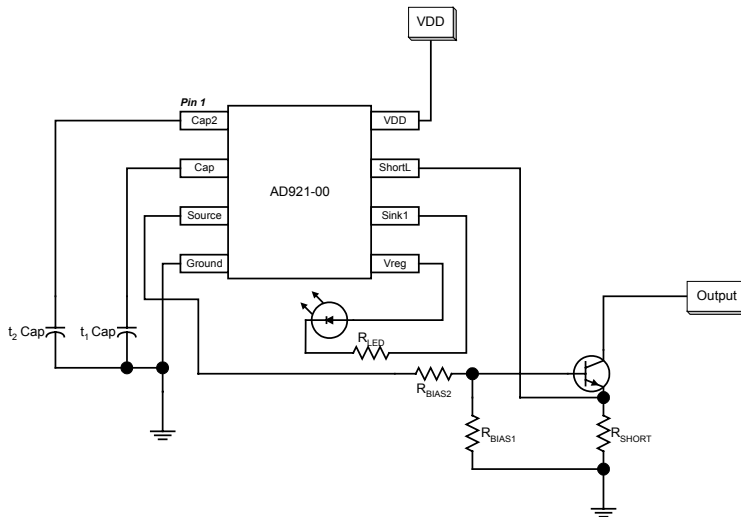 VDD
Pin 1
Cap2
VDD
Cap
ShortL
AD921-00
Source
Sink1
Ground
Vreg
Output
t2 Cap
t1 Cap
RLED
RBIAS2
RBIAS1
RSHORT